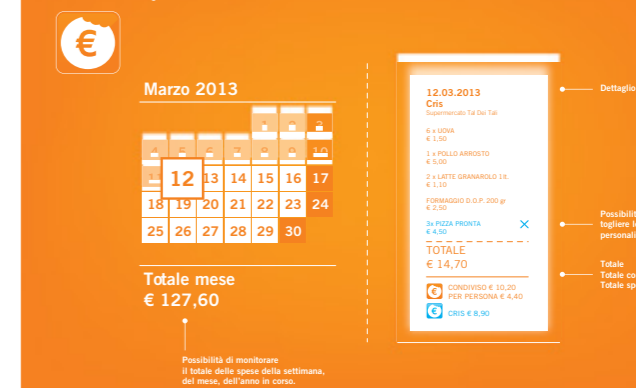 €
Marzo 2013
1 2 3
4 5 6 7 8 9 10
11 12 13 14 15 16 17
18 19 20 21 22 23 24
25 26 27 28 29 30
Totale mese
€ 127,60
Possibilità di monitorare
il totale delle spese della settimana,
del mese, dell'anno in corso.
12.03.2013
Cris
Supermercato Tal Dei Tali
6 x UOVA
€ 1,50
1 x POLLO ARROSTO
€ 5,00
2 x LATTE GRANAROLO 1lt.
€ 1,10
FORMAGGIO D.O.P. 200 gr
€ 2,50
3x PIZZA PRONTA
€ 4,50
TOTALE
€ 14,70
€ CONDIVISO € 10,20
PER PERSONA € 4,40
€ CRIS € 8,90
Dettaglio
Possibilit
togliere l
personali
Totale
Totale co
Totale sp